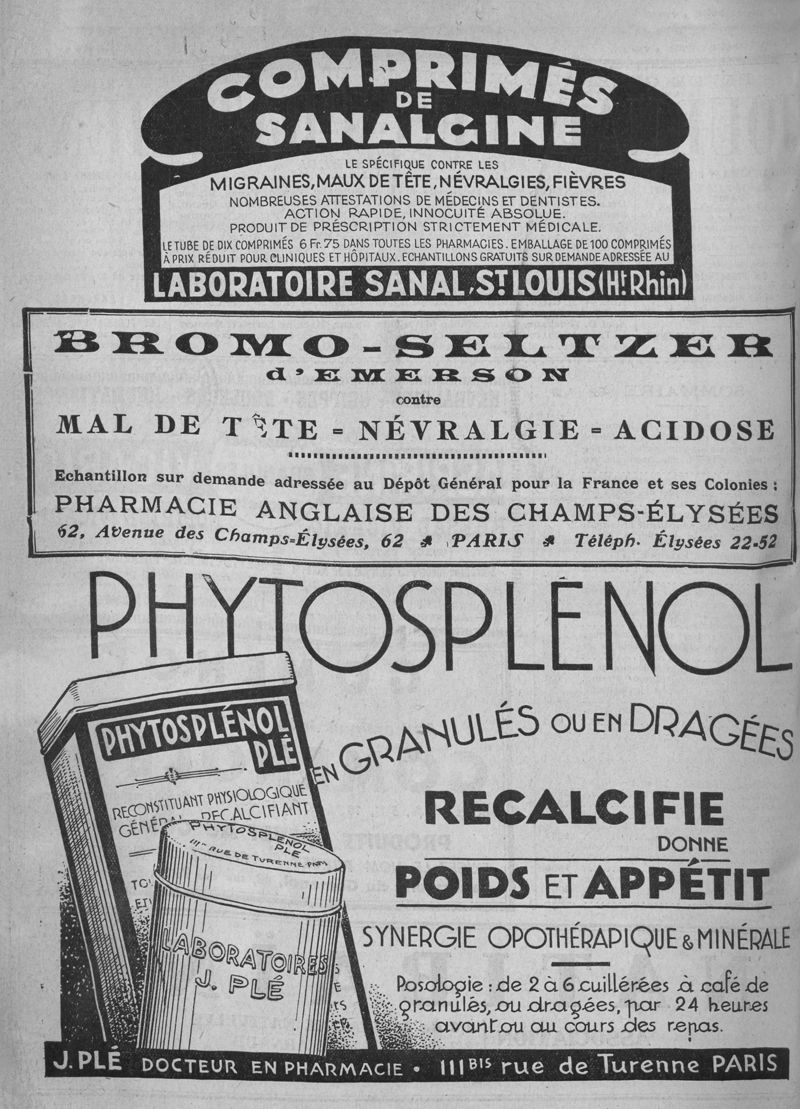 COMPRIMÉS
DE
SANALGINE
LE SPÉCIFIQUE CONTRE LES
MIGRAINES, MAUX DE TÊTE, NÉVRALGIES, FIÈVRES
NOMBREUSES ATTESTATIONS DE MÉDECINS ET DENTISTES.
ACTION RAPIDE, INNOCUITÉ ABSOLUE.
PRODUIT DE PRÉSCRIPTION STRICTEMENT MÉDICALE.
LE TUBE DE DIX COMPRIMÉS 6 Fr. 75 DANS TOUTES LES PHARMACIES. EMBALLAGE DE 100 COMPRIMÉS
À PRIX RÉDUIT POUR CLINIQUES ET HÔPITAUX. ECHANTILLONS GRATUITS SUR DEMANDE ADRESSÉE AU
LABORATOIRE SANAL, ST. LOUIS (Ht. Rhin)
BROMO-SELTZER
d'EMERSON
contre
MAL DE TÊTE = NÉVRALGIE = ACIDOSE
Echantillon sur demande adressée au Dépôt Général pour la France et ses Colonies :
PHARMACIE ANGLAISE DES CHAMPS-ÉLYSÉES
62, Avenue des Champs-Élysées, 62 PARIS Téléph. Élysées 22-52
PHYTOSPLÉNOL
EN GRANULÉS OU EN DRAGÉES
RECALCIFIE
DONNE
POIDS ET APPÉTIT
SYNERGIE OPOTHÉRAPIQUE & MINÉRALE
Posologie : de 2 à 6 cuillérées à café de
granulés, ou dragées, par 24 heures
avant ou au cours des repas.
PHYTOSPLÉNOL
PLÉ
RECONSTITUANT PHYSIOLOGIQUE
GÉNÉRAL RECALCIFIANT
PHYTOSPLENOL
PLÉ
111bis RUE DE TURENNE PARIS
LABORATOIRES
J. PLÉ
J. PLÉ DOCTEUR EN PHARMACIE • 111 BIS rue de Turenne PARIS